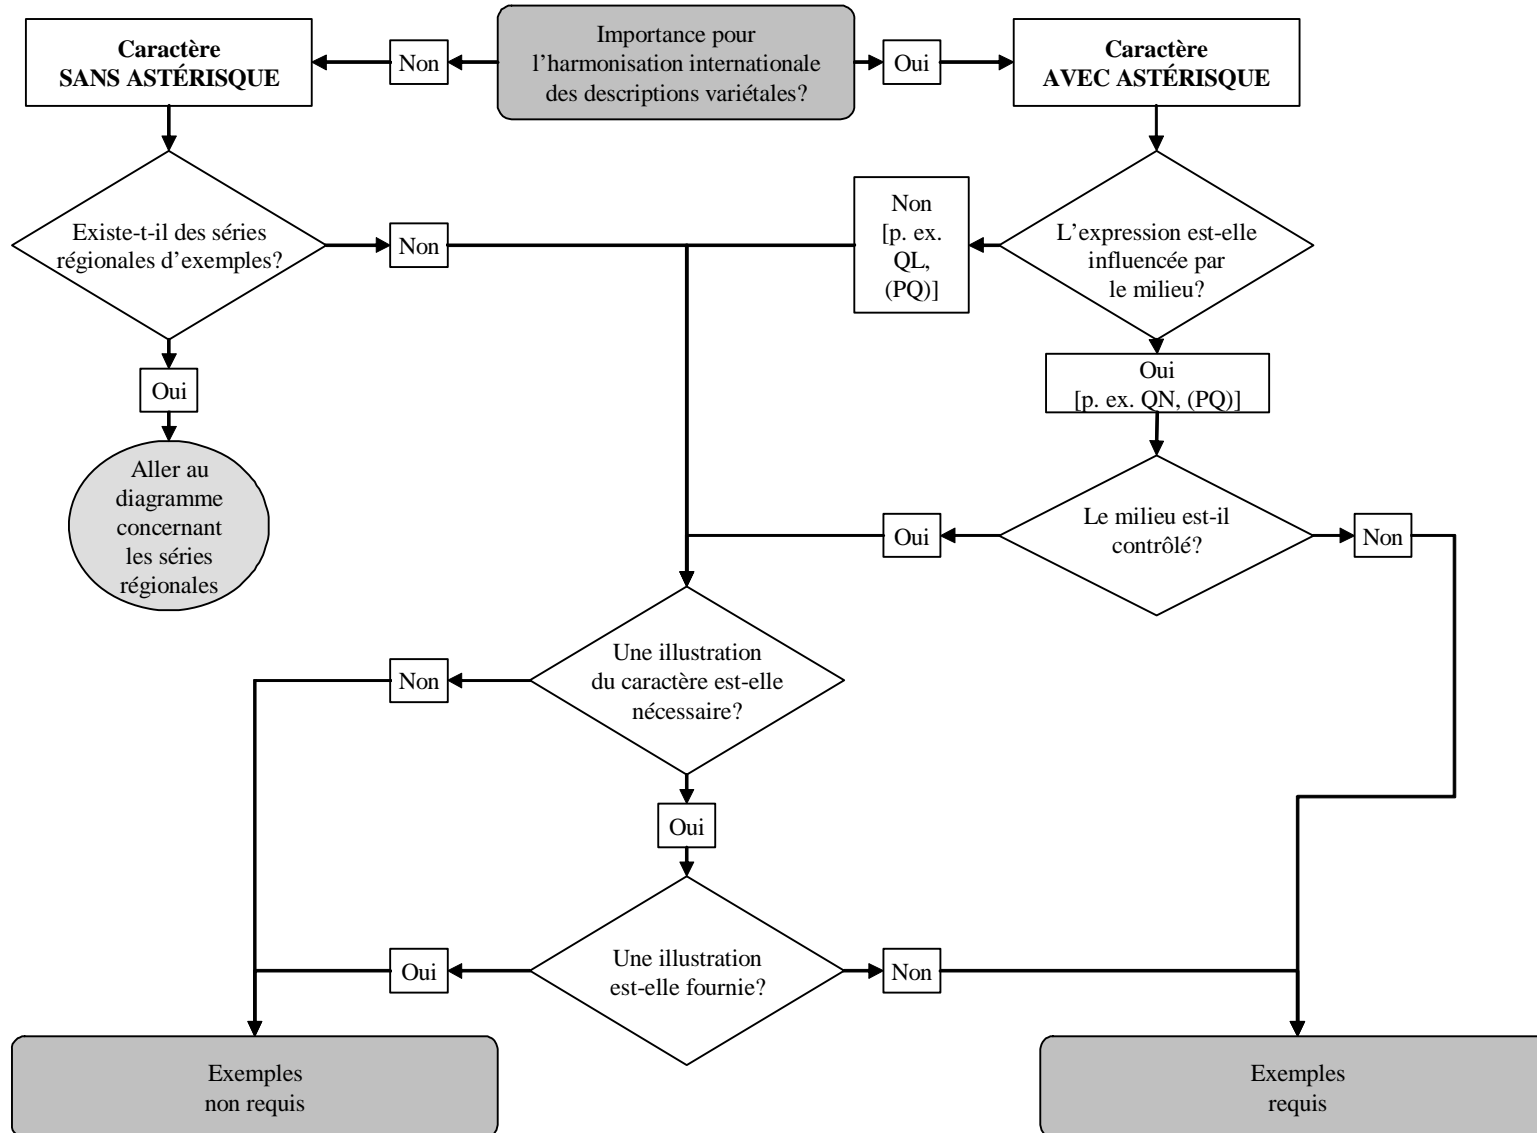 Caractère
SANS ASTÉRISQUE
Non
Importance pour
l’harmonisation internationale
des descriptions variétales?
Oui
Caractère
AVEC ASTÉRISQUE
Existe-t-il des séries
régionales d’exemples?
Non
Non
[p. ex.
QL,
(PQ)]
L’expression est-elle
influencée par
le milieu?
Oui
Oui
[p. ex. QN, (PQ)]
Aller au
diagramme
concernant
les séries
régionales
Oui
Le milieu est-il
contrôlé?
Non
Non
Une illustration
du caractère est-elle
nécessaire?
Oui
Oui
Une illustration
est-elle fournie?
Non
Exemples
non requis
Exemples
requis